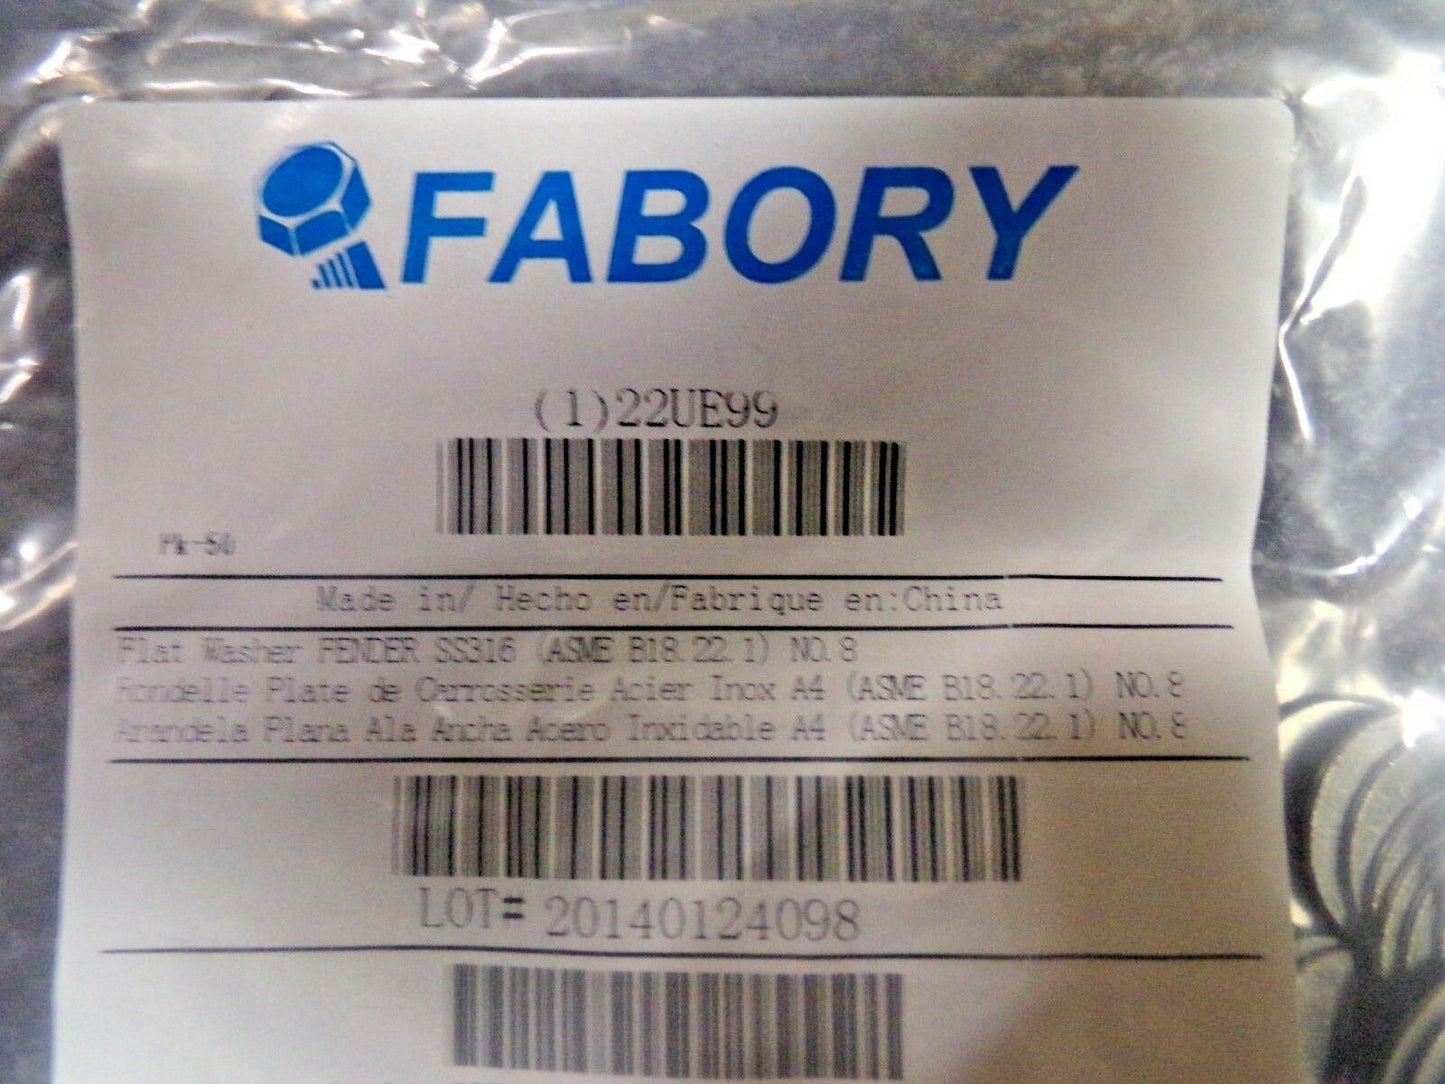 FABORY
(1)22UE99
Pk-50
Made in/ Hecho en/Fabrique en:China
Flat Washer FENDER SS316 (ASME B18.22.1) NO.8
Rondelle Plate de Carrosserie Acier Inox A4 (ASME B18.22.1) NO.8
Arandela Plana Ala Ancha Acero Inxidable A4 (ASME B18.22.1) NO.8
LOT# 20140124098